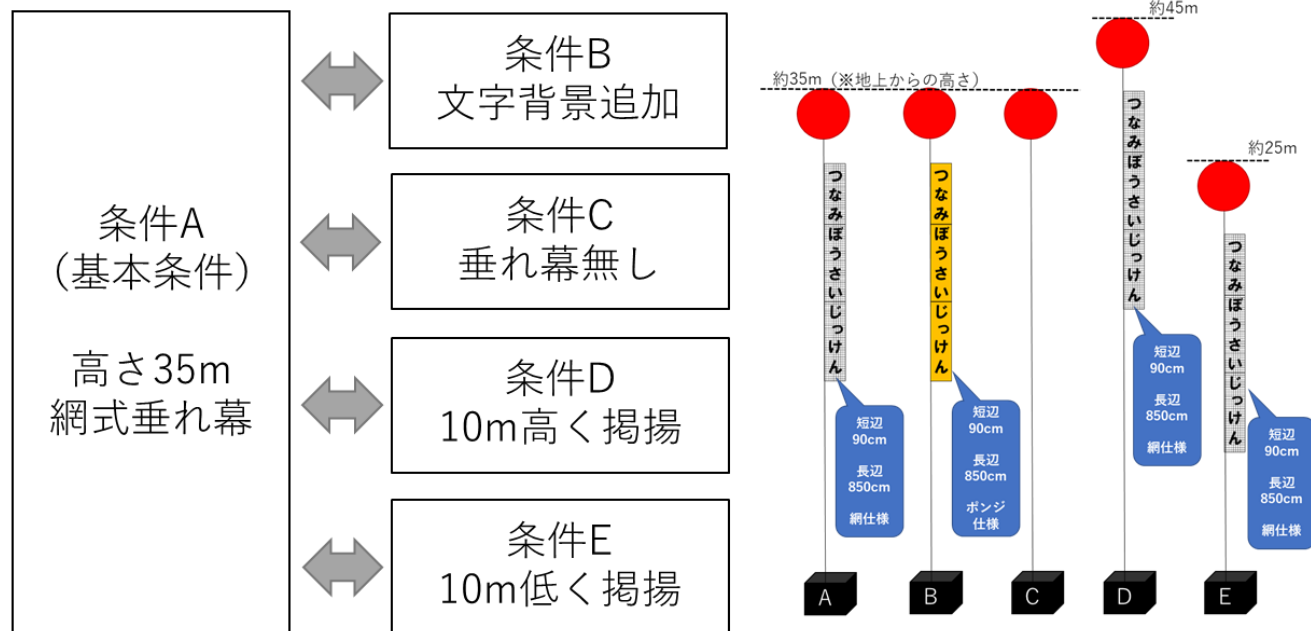 条件A
(基本条件)
高さ35m
網式垂れ幕
条件B
文字背景追加
条件C
垂れ幕無し
条件D
10m高く掲揚
条件E
10m低く掲揚
約35m（※地上からの高さ）
約45m
約25m
つなみぼうさいじっけん
つなみぼうさいじっけん
つなみぼうさいじっけん
つなみぼうさいじっけん
短辺
90cm
長辺
850cm
網仕様
短辺
90cm
長辺
850cm
ポンジ
仕様
短辺
90cm
長辺
850cm
網仕様
短辺
90cm
長辺
850cm
網仕様
A
B
C
D
E